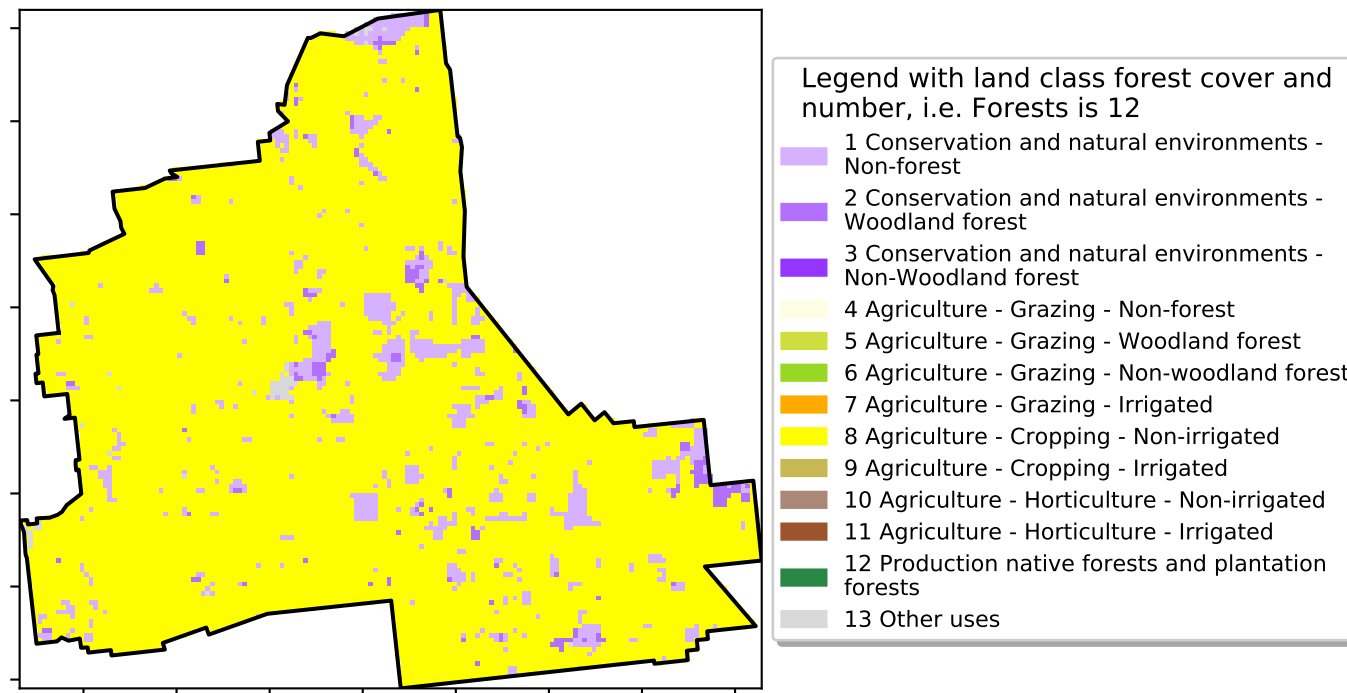 Legend with land class forest cover and
number, i.e. Forests is 12
1 Conservation and natural environments -
Non-forest
2 Conservation and natural environments -
Woodland forest
3 Conservation and natural environments -
Non-Woodland forest
4 Agriculture - Grazing - Non-forest
5 Agriculture - Grazing - Woodland forest
6 Agriculture - Grazing - Non-woodland forest
7 Agriculture - Grazing - Irrigated
8 Agriculture - Cropping - Non-irrigated
9 Agriculture - Cropping - Irrigated
10 Agriculture - Horticulture - Non-irrigated
11 Agriculture - Horticulture - Irrigated
12 Production native forests and plantation
forests
13 Other uses